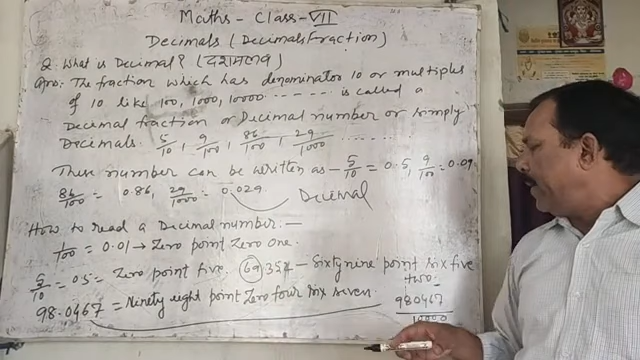 Maths - Class - VII
Decimals (Decimals Fraction)
Q. What is Decimal? (दशमलव)
Ans: The fraction which has denominator 10 or multiples
of 10 like 100, 1000, 10000 ------- is called a
Decimal fraction or Decimal number or simply
Decimals. 5/10, 9/100, 86/100, 29/1000 ........
These number can be written as - 5/10 = 0.5, 9/100 = 0.09
86/100 = 0.86, 29/1000 = 0.029
Decimal
How to read a Decimal number. —
1/100 = 0.01 → Zero point Zero one.
5/10 = 0.5 = Zero point five. 69.352 - Sixty nine point six five
two.
98.0467 = Ninety eight point Zero four six seven.
980467
10000